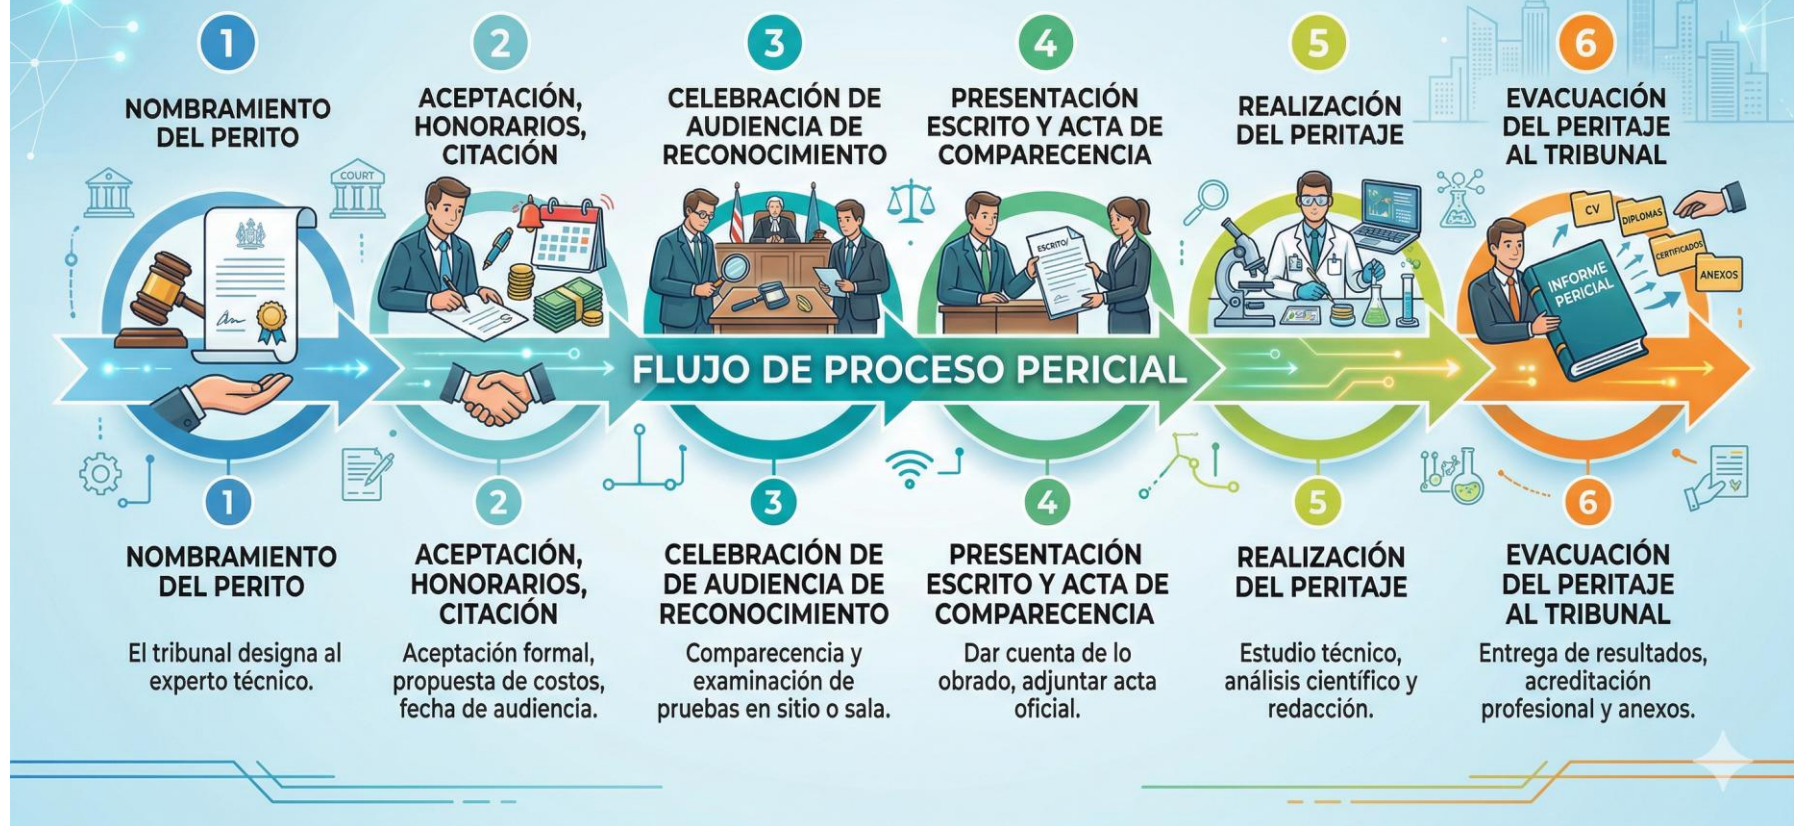 1
NOMBRAMIENTO
DEL PERITO
2
ACEPTACIÓN,
HONORARIOS,
CITACIÓN
3
CELEBRACIÓN DE
AUDIENCIA DE
RECONOCIMIENTO
4
PRESENTACIÓN
ESCRITO Y ACTA DE
COMPARECENCIA
5
REALIZACIÓN
DEL PERITAJE
6
EVACUACIÓN
DEL PERITAJE
AL TRIBUNAL
COURT
ESCRITO/
CV
DIPLOMAS
CERTIFICADOS
ANEXOS
INFORME
PERICIAL
FLUJO DE PROCESO PERICIAL
1
NOMBRAMIENTO
DEL PERITO
El tribunal designa al
experto técnico.
2
ACEPTACIÓN,
HONORARIOS,
CITACIÓN
Aceptación formal,
propuesta de costos,
fecha de audiencia.
3
CELEBRACIÓN DE
DE AUDIENCIA DE
RECONOCIMIENTO
Comparecencia y
examinación de
pruebas en sitio o sala.
4
PRESENTACIÓN
ESCRITO Y ACTA DE
COMPARECENCIA
Dar cuenta de lo
obrado, adjuntar acta
oficial.
5
REALIZACIÓN
DEL PERITAJE
Estudio técnico,
análisis científico y
redacción.
6
EVACUACIÓN
DEL PERITAJE
AL TRIBUNAL
Entrega de resultados,
acreditación
profesional y anexos.